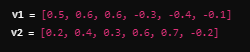 v1 = [0.5, 0.6, 0.6, -0.3, -0.4, -0.1]
v2 = [0.2, 0.4, 0.3, 0.6, 0.7, -0.2]